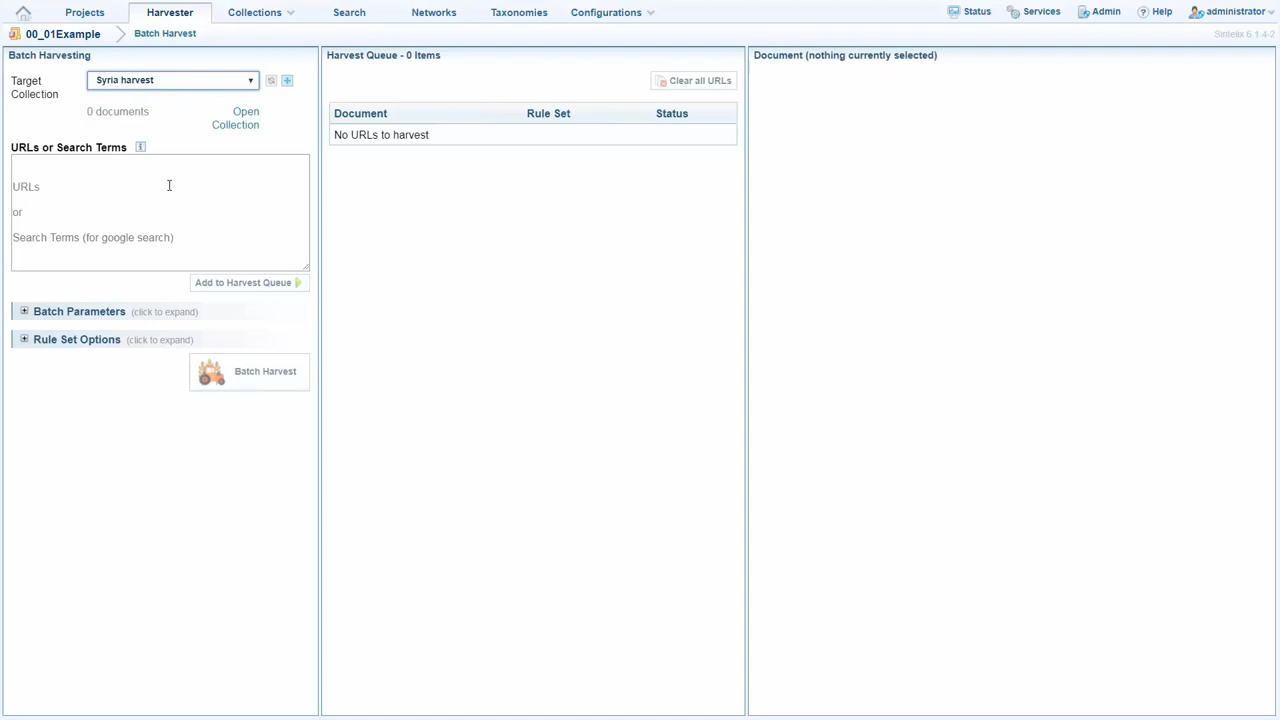 Projects Harvester Collections Search Networks Taxonomies Configurations Status Services Admin Help administrator
00_01Example Batch Harvest Sintelix 6.1.4-2
Batch Harvesting
Target Collection
Syria harvest
0 documents
Open Collection
URLs or Search Terms
URLs
or
Search Terms (for google search)
Add to Harvest Queue
Batch Parameters (click to expand)
Rule Set Options (click to expand)
Batch Harvest
Harvest Queue - 0 Items
Clear all URLs
Document Rule Set Status
No URLs to harvest
Document (nothing currently selected)